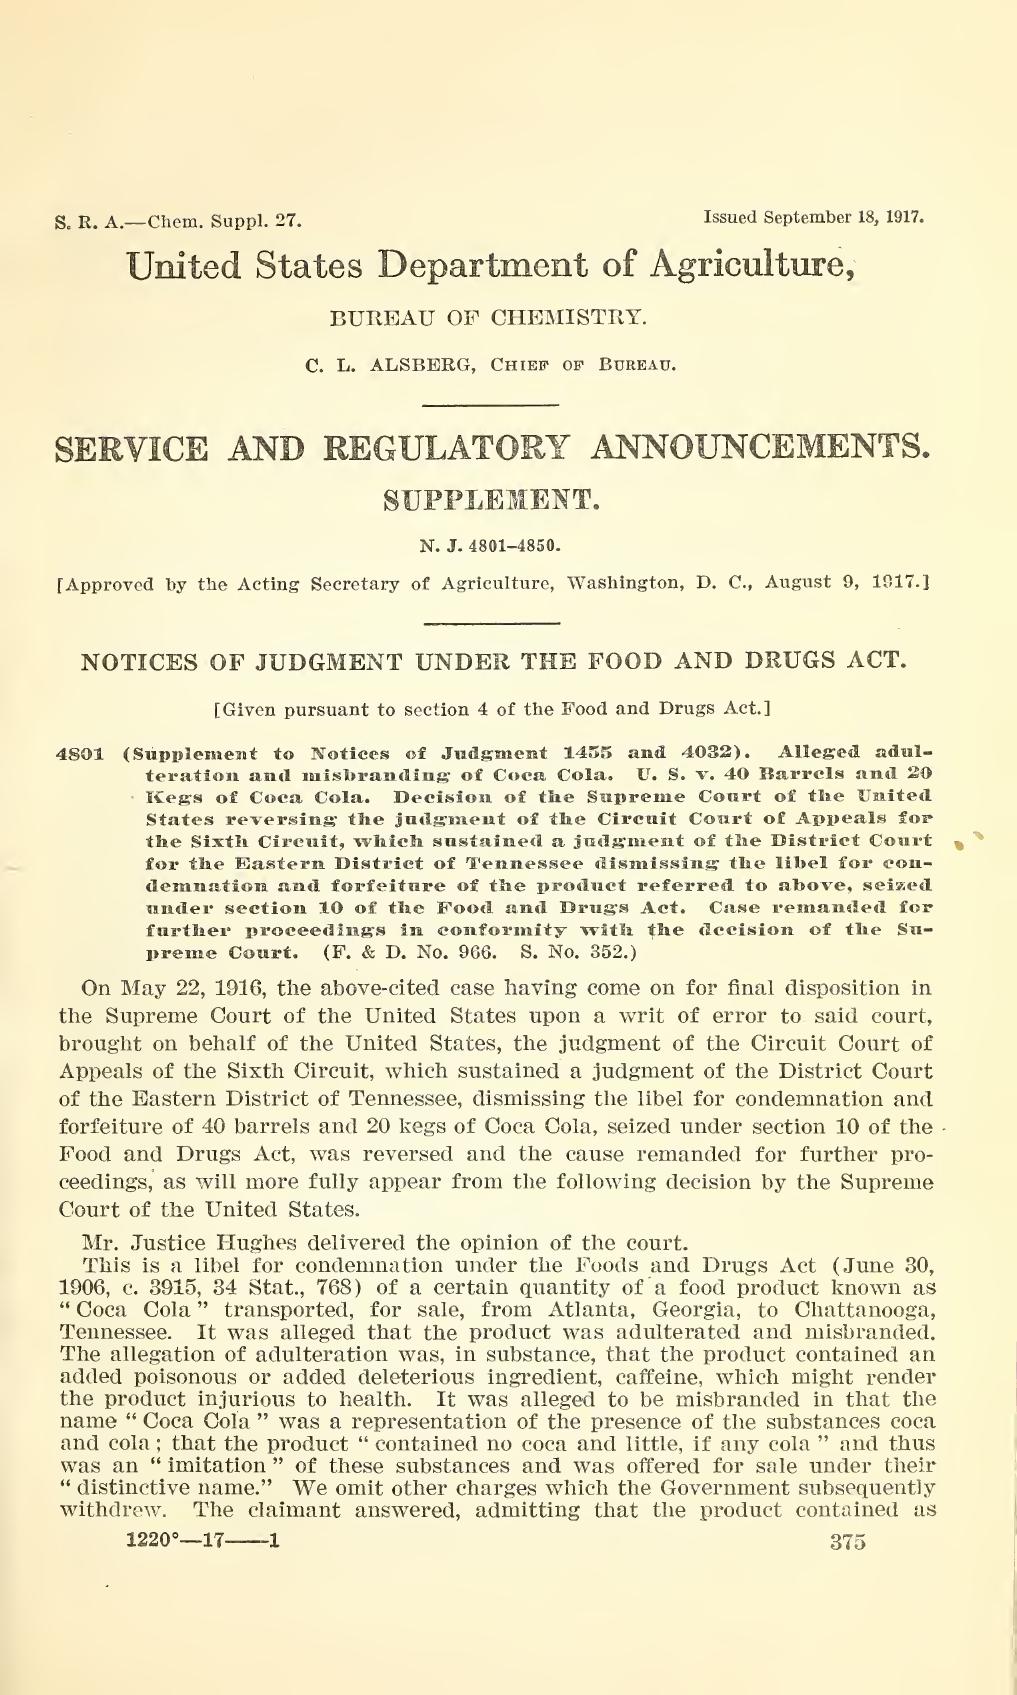 S. R. A.—Chem. Suppl. 27.
Issued September 18, 1917.
United States Department of Agriculture,
BUREAU OF CHEMISTRY.
C. L. ALSBERG, CHIEF OF BUREAU.
SERVICE AND REGULATORY ANNOUNCEMENTS.
SUPPLEMENT.
N. J. 4801–4850.
[Approved by the Acting Secretary of Agriculture, Washington, D. C., August 9, 1917.]
NOTICES OF JUDGMENT UNDER THE FOOD AND DRUGS ACT.
[Given pursuant to section 4 of the Food and Drugs Act.]
4801 (Supplement to Notices of Judgment 1455 and 4032). Alleged adul-
teration and misbranding of Coca Cola. U. S. v. 40 Barrels and 20
Kegs of Coca Cola. Decision of the Supreme Court of the United
States reversing the judgment of the Circuit Court of Appeals for
the Sixth Circuit, which sustained a judgment of the District Court
for the Eastern District of Tennessee dismissing the libel for con-
demnation and forfeiture of the product referred to above, seized
under section 10 of the Food and Drugs Act. Case remanded for
further proceedings in conformity with the decision of the Su-
preme Court. (F. & D. No. 966. S. No. 352.)
On May 22, 1916, the above-cited case having come on for final disposition in
the Supreme Court of the United States upon a writ of error to said court,
brought on behalf of the United States, the judgment of the Circuit Court of
Appeals of the Sixth Circuit, which sustained a judgment of the District Court
of the Eastern District of Tennessee, dismissing the libel for condemnation and
forfeiture of 40 barrels and 20 kegs of Coca Cola, seized under section 10 of the
Food and Drugs Act, was reversed and the cause remanded for further pro-
ceedings, as will more fully appear from the following decision by the Supreme
Court of the United States.
Mr. Justice Hughes delivered the opinion of the court.
This is a libel for condemnation under the Foods and Drugs Act (June 30,
1906, c. 3915, 34 Stat., 768) of a certain quantity of a food product known as
“ Coca Cola ” transported, for sale, from Atlanta, Georgia, to Chattanooga,
Tennessee. It was alleged that the product was adulterated and misbranded.
The allegation of adulteration was, in substance, that the product contained an
added poisonous or added deleterious ingredient, caffeine, which might render
the product injurious to health. It was alleged to be misbranded in that the
name “ Coca Cola ” was a representation of the presence of the substances coca
and cola; that the product “ contained no coca and little, if any cola ” and thus
was an “ imitation ” of these substances and was offered for sale under their
“ distinctive name.” We omit other charges which the Government subsequently
withdrew. The claimant answered, admitting that the product contained as
1220°—17——1
375